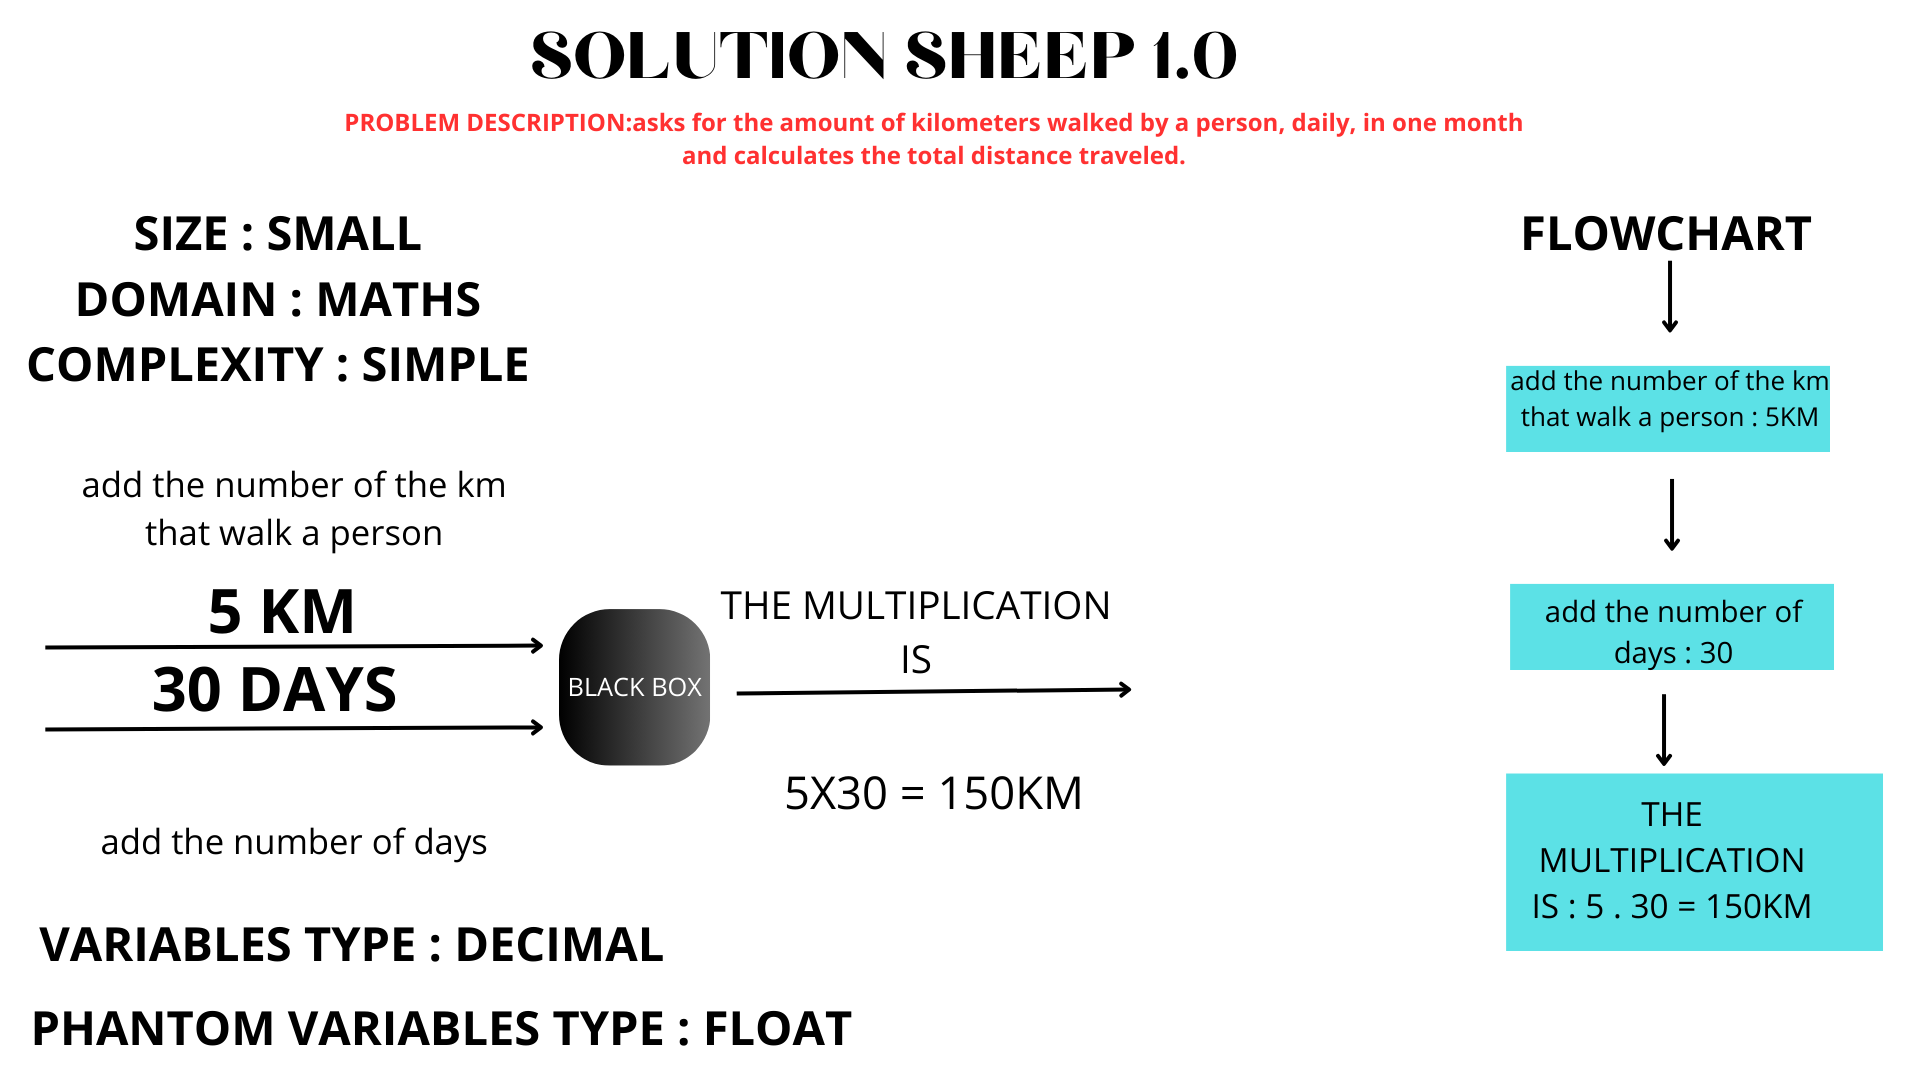 SOLUTION SHEEP 1.0
PROBLEM DESCRIPTION:asks for the amount of kilometers walked by a person, daily, in one month
and calculates the total distance traveled.
SIZE : SMALL
DOMAIN : MATHS
COMPLEXITY : SIMPLE
add the number of the km
that walk a person
5 KM
30 DAYS
add the number of days
BLACK BOX
THE MULTIPLICATION
IS
5X30 = 150KM
VARIABLES TYPE : DECIMAL
PHANTOM VARIABLES TYPE : FLOAT
FLOWCHART
add the number of the km
that walk a person : 5KM
add the number of
days : 30
THE
MULTIPLICATION
IS : 5 . 30 = 150KM